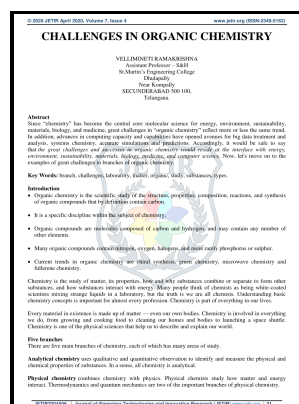 © 2020 JETIR April 2020, Volume 7, Issue 4 www.jetir.org (ISSN-2349-5162)
CHALLENGES IN ORGANIC CHEMISTRY
VELLIMINETI RAMAKRISHNA
Assistant Professor – S&H
St.Martin's Engineering College
Dhulapally
Near Kompally
SECUNDERABAD 500 100,
Telangana.
Abstract
Since "chemistry" has become the central core molecular science for energy, environment, sustainability,
materials, biology, and medicine, great challenges in "organic chemistry" reflect more or less the same trend.
In addition, advances in computing capacity and capabilities have opened avenues for big data treatment and
analysis, systems chemistry, accurate simulations and predictions. Accordingly, it would be safe to say
that the great challenges and successes in organic chemistry would reside at the interface with energy,
environment, sustainability, materials, biology, medicine, and computer science. Now, let's move on to the
examples of great challenges in branches of organic chemistry.
Key Words: branch, challenges, laboratory, matter, organic, study, substances, types.
Introduction
• Organic chemistry is the scientific study of the structure, properties, composition, reactions, and synthesis
of organic compounds that by definition contain carbon.
• It is a specific discipline within the subject of chemistry.
• Organic compounds are molecules composed of carbon and hydrogen, and may contain any number of
other elements.
• Many organic compounds contain nitrogen, oxygen, halogens, and more rarely phosphorus or sulphur.
• Current trends in organic chemistry are chiral synthesis, green chemistry, microwave chemistry and
fullerene chemistry.
Chemistry is the study of matter, its properties, how and why substances combine or separate to form other
substances, and how substances interact with energy. Many people think of chemists as being white-coated
scientists mixing strange liquids in a laboratory, but the truth is we are all chemists. Understanding basic
chemistry concepts is important for almost every profession. Chemistry is part of everything in our lives.
Every material in existence is made up of matter — even our own bodies. Chemistry is involved in everything
we do, from growing and cooking food to cleaning our homes and bodies to launching a space shuttle.
Chemistry is one of the physical sciences that help us to describe and explain our world.
Five branches
There are five main branches of chemistry, each of which has many areas of study.
Analytical chemistry uses qualitative and quantitative observation to identify and measure the physical and
chemical properties of substances. In a sense, all chemistry is analytical.
Physical chemistry combines chemistry with physics. Physical chemists study how matter and energy
interact. Thermodynamics and quantum mechanics are two of the important branches of physical chemistry.